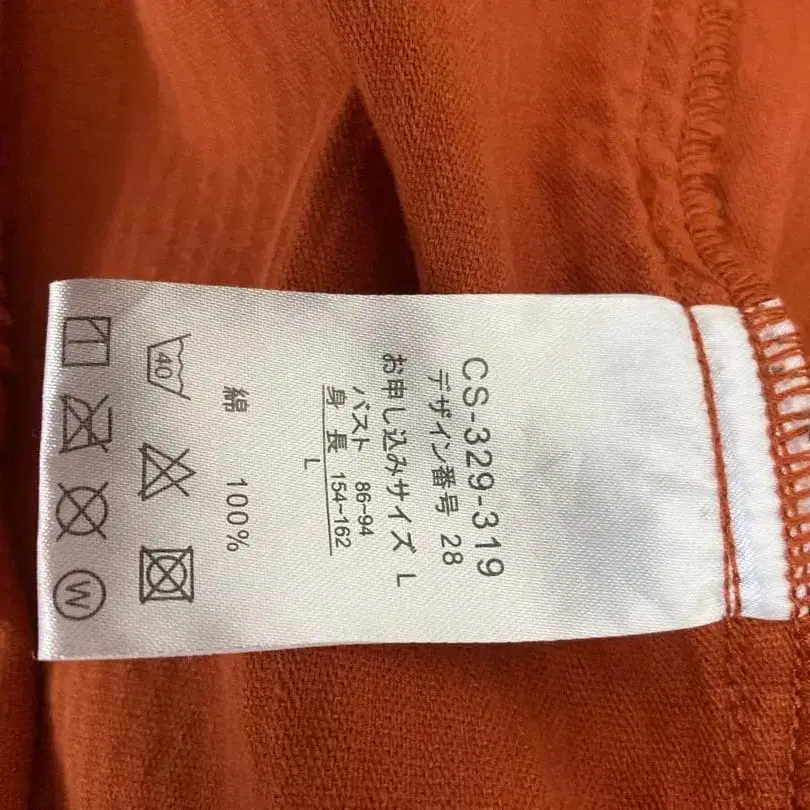 CS-329-319
デザイン番号 28
お申し込みサイズ L
バスト 86-94
身長 154-162
L
綿 100%
40
W